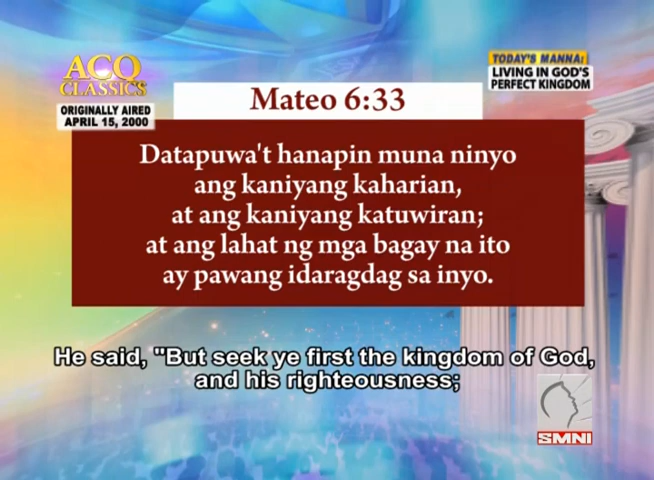 ACQ
CLASSICS
ORIGINALLY AIRED
APRIL 15, 2000
TODAY'S MANNA:
LIVING IN GOD'S
PERFECT KINGDOM
Mateo 6:33
Datapuwa't hanapin muna ninyo
ang kaniyang kaharian,
at ang kaniyang katuwiran;
at ang lahat ng mga bagay na ito
ay pawang idaragdag sa inyo.
He said, "But seek ye first the kingdom of God,
and his righteousness;
SMNI